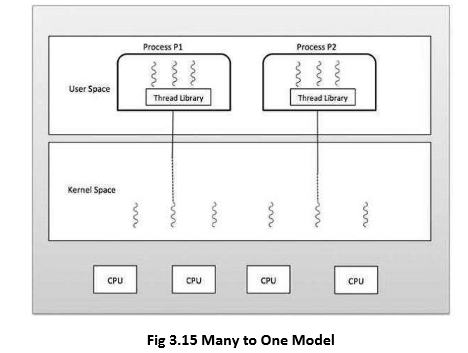 Process P1 Process P2
User Space
Thread Library Thread Library
Kernel Space
CPU CPU CPU CPU
Fig 3.15 Many to One Model